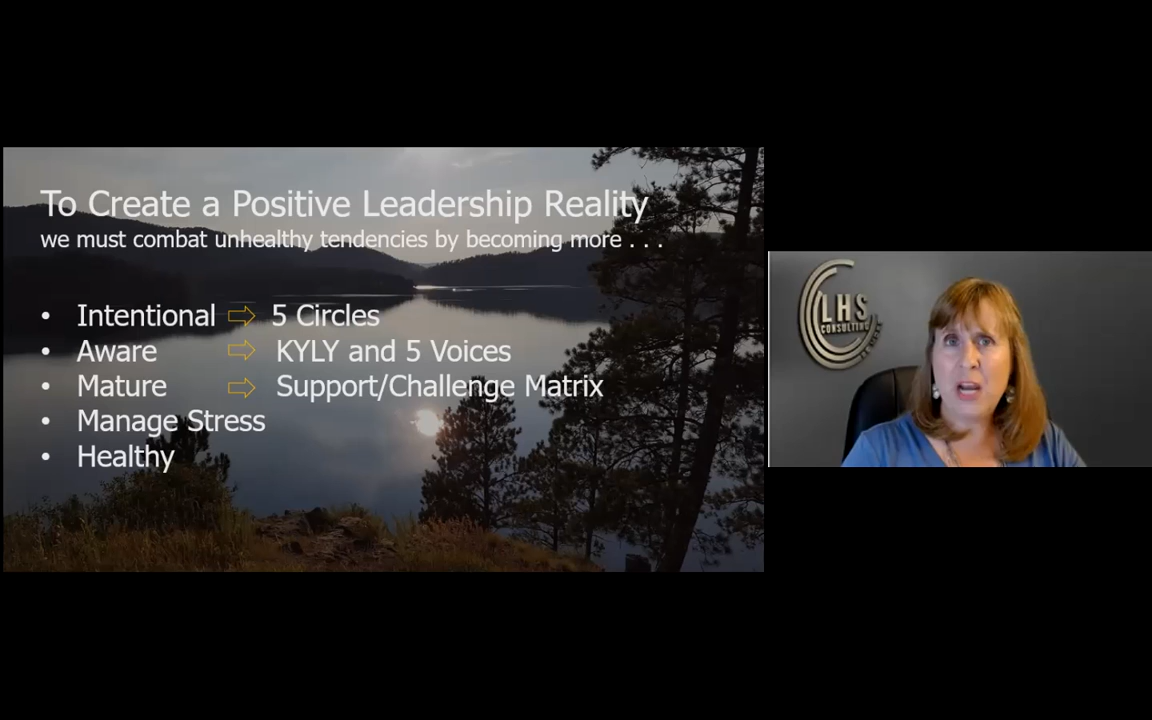 To Create a Positive Leadership Reality
we must combat unhealthy tendencies by becoming more . . .
• Intentional ⇨ 5 Circles
• Aware ⇨ KYLY and 5 Voices
• Mature ⇨ Support/Challenge Matrix
• Manage Stress
• Healthy
LHS
CONSULTING